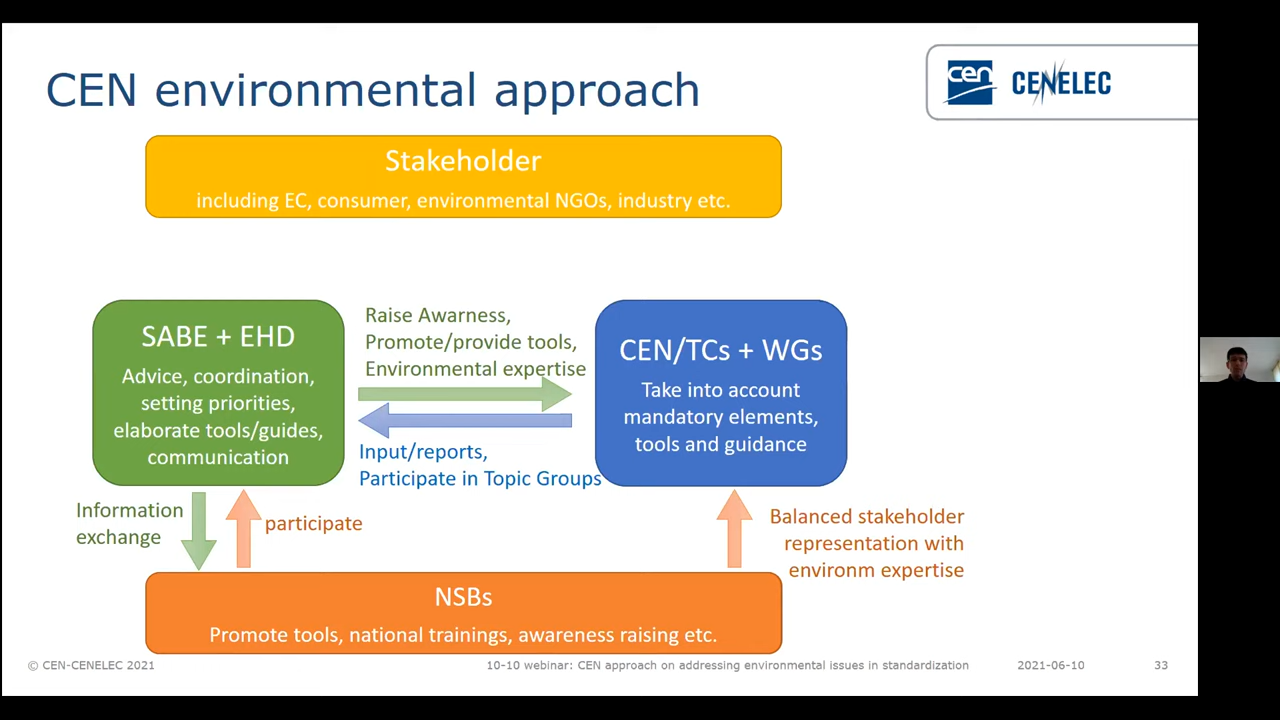 CEN environmental approach
cen
CENELEC
Stakeholder
including EC, consumer, environmental NGOs, industry etc.
SABE + EHD
Advice, coordination,
setting priorities,
elaborate tools/guides,
communication
Raise Awarness,
Promote/provide tools,
Environmental expertise
Input/reports,
Participate in Topic Groups
CEN/TCs + WGs
Take into account
mandatory elements,
tools and guidance
Information
exchange
participate
Balanced stakeholder
representation with
environm expertise
NSBs
Promote tools, national trainings, awareness raising etc.
© CEN-CENELEC 2021
10-10 webinar: CEN approach on addressing environmental issues in standardization
2021-06-10
33